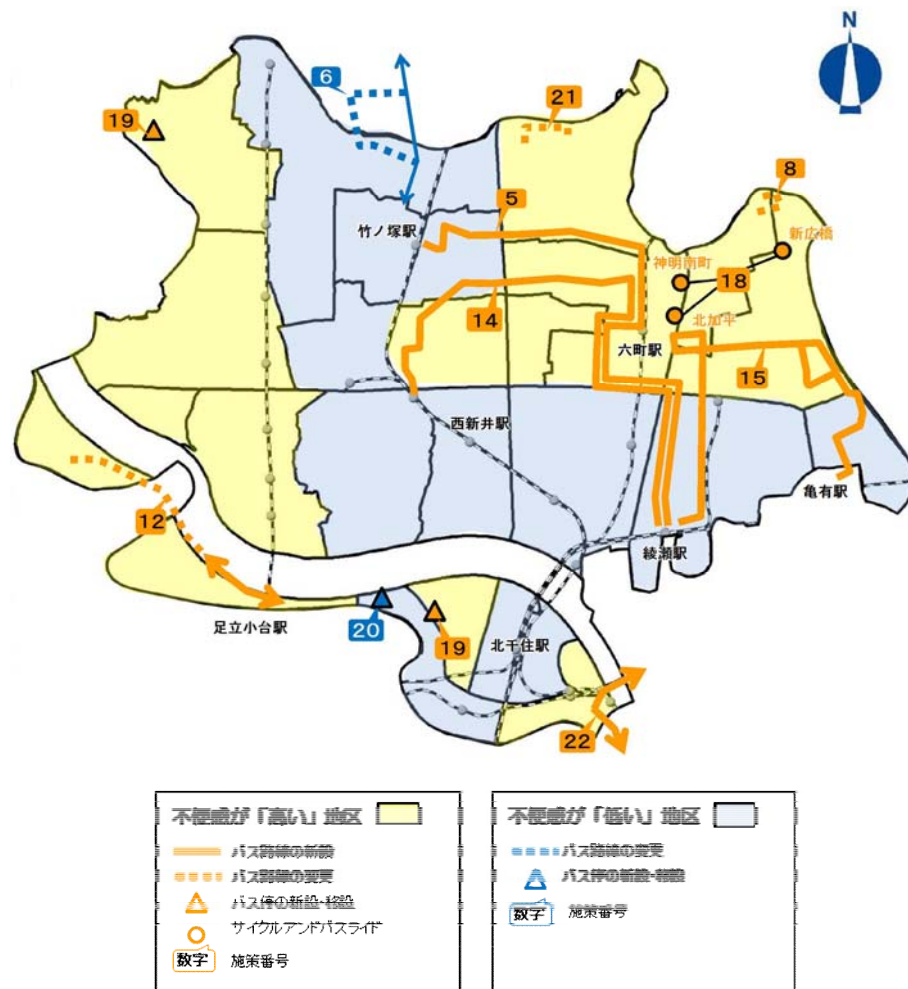 N
6
21
19
8
5
竹ノ塚駅
新広橋
神明南町
18
14
北加平
六町駅
15
西新井駅
亀有駅
12
綾瀬駅
足立小台駅
20
19
北千住駅
22
不便感が「高い」地区
バス路線の新設
バス路線の変更
バス停の新設・移設
サイクルアンドバスライド
数字 施策番号
不便感が「低い」地区
バス路線の変更
バス停の新設・移設
数字 施策番号